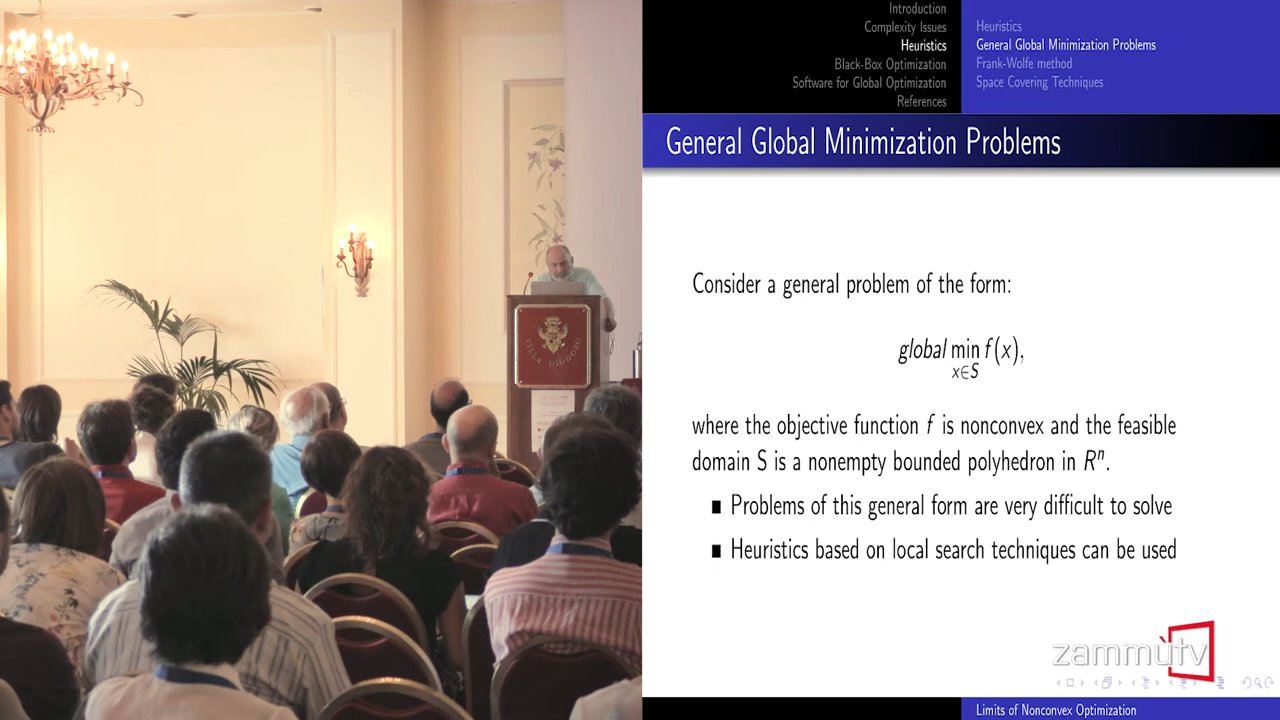 Introduction
Complexity Issues
Heuristics
Black-Box Optimization
Software for Global Optimization
References
Heuristics
General Global Minimization Problems
Frank-Wolfe method
Space Covering Techniques
General Global Minimization Problems
Consider a general problem of the form:
global min f(x),
x∈S
where the objective function f is nonconvex and the feasible
domain S is a nonempty bounded polyhedron in Rⁿ.
Problems of this general form are very difficult to solve
Heuristics based on local search techniques can be used
zammùtv
Limits of Nonconvex Optimization
VILLA DIODORO